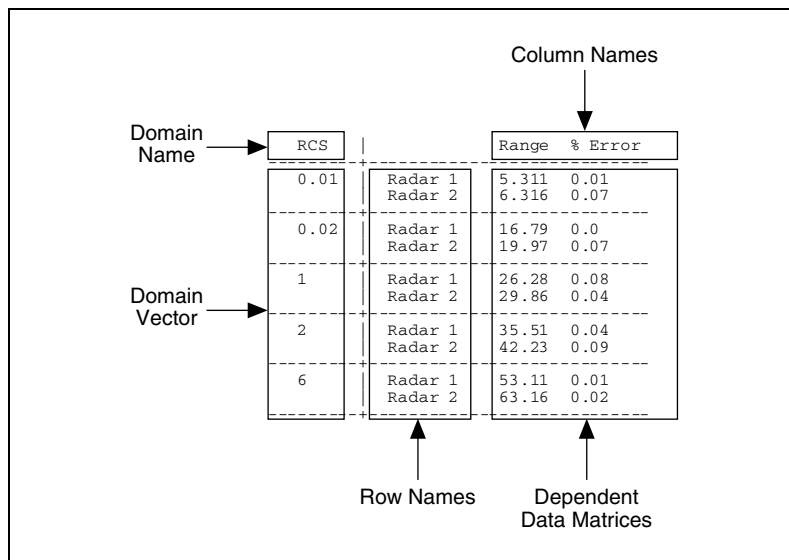 Column Names
Domain
Name
RCS | Range % Error
--------+------------------------
0.01 | Radar 1 5.311 0.01
| Radar 2 6.316 0.07
--------+------------------------
0.02 | Radar 1 16.79 0.0
| Radar 2 19.97 0.07
--------+------------------------
1 | Radar 1 26.28 0.08
| Radar 2 29.86 0.04
--------+------------------------
Domain
Vector
2 | Radar 1 35.51 0.04
| Radar 2 42.23 0.09
--------+------------------------
6 | Radar 1 53.11 0.01
| Radar 2 63.16 0.02
--------+------------------------
Row Names
Dependent
Data Matrices